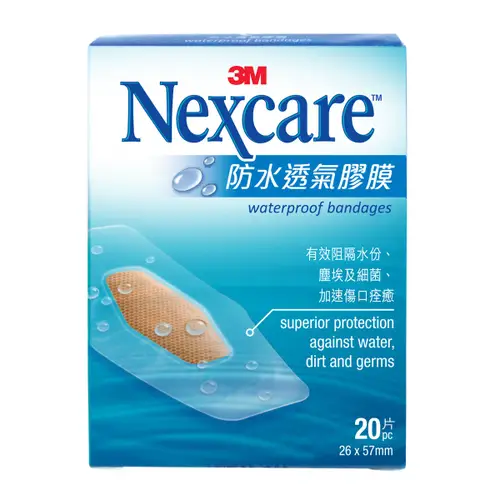 waterproof bandages
3M
Nexcare™
防水透氣膠膜
waterproof bandages
有效阻隔水份、
塵埃及細菌、
加速傷口痊癒
superior protection
against water,
dirt and germs
20片
pc
26 x 57mm